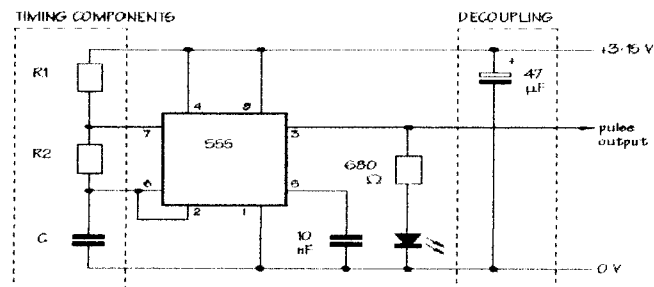 TIMING COMPONENTS
DECOUPLING
+3-15 V
R1
+
47
µF
4
8
7
555
3
pulse
output
R2
680
Ω
6
5
2
1
C
10
nF
0 V